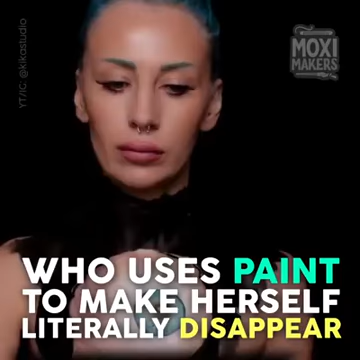 YT/IG: @kikastudio
MOXI
MAKERS
WHO USES PAINT
TO MAKE HERSELF
LITERALLY DISAPPEAR